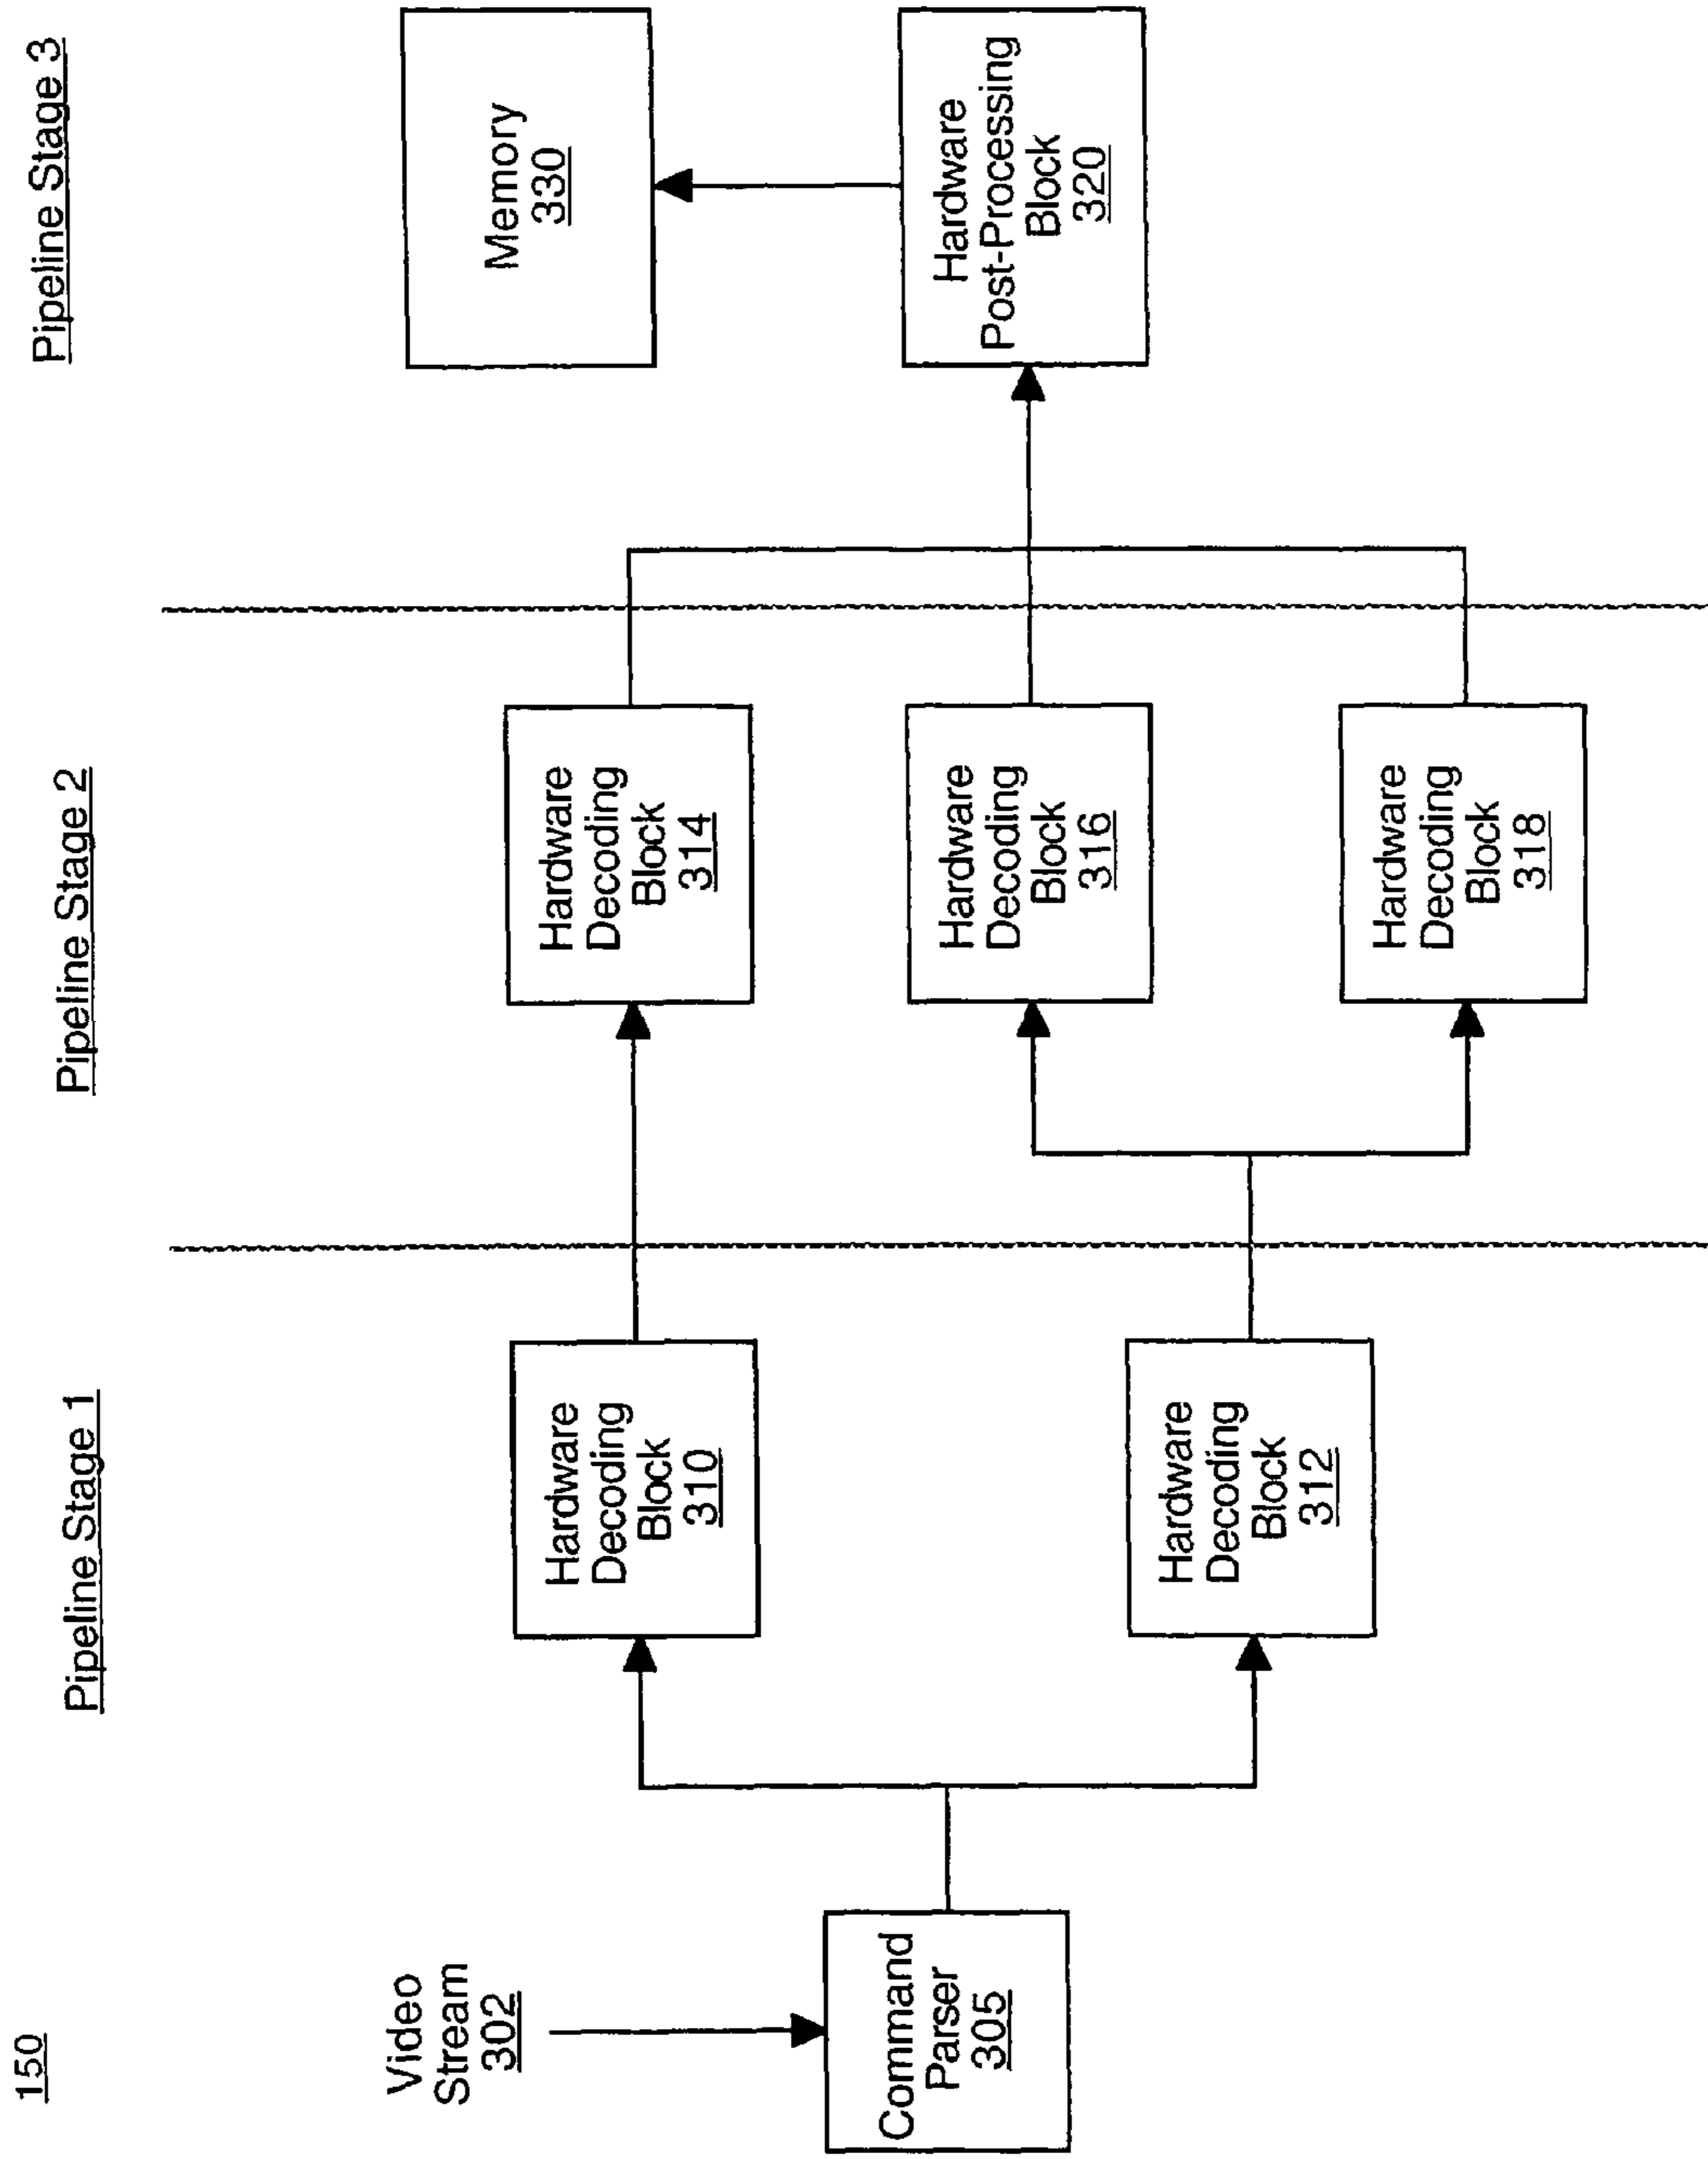 150
Pipeline Stage 1
Pipeline Stage 2
Pipeline Stage 3
Video
Stream
302
Command
Parser
305
Hardware
Decoding
Block
310
Hardware
Decoding
Block
312
Hardware
Decoding
Block
314
Hardware
Decoding
Block
316
Hardware
Decoding
Block
318
Memory
330
Hardware
Post-Processing
Block
320